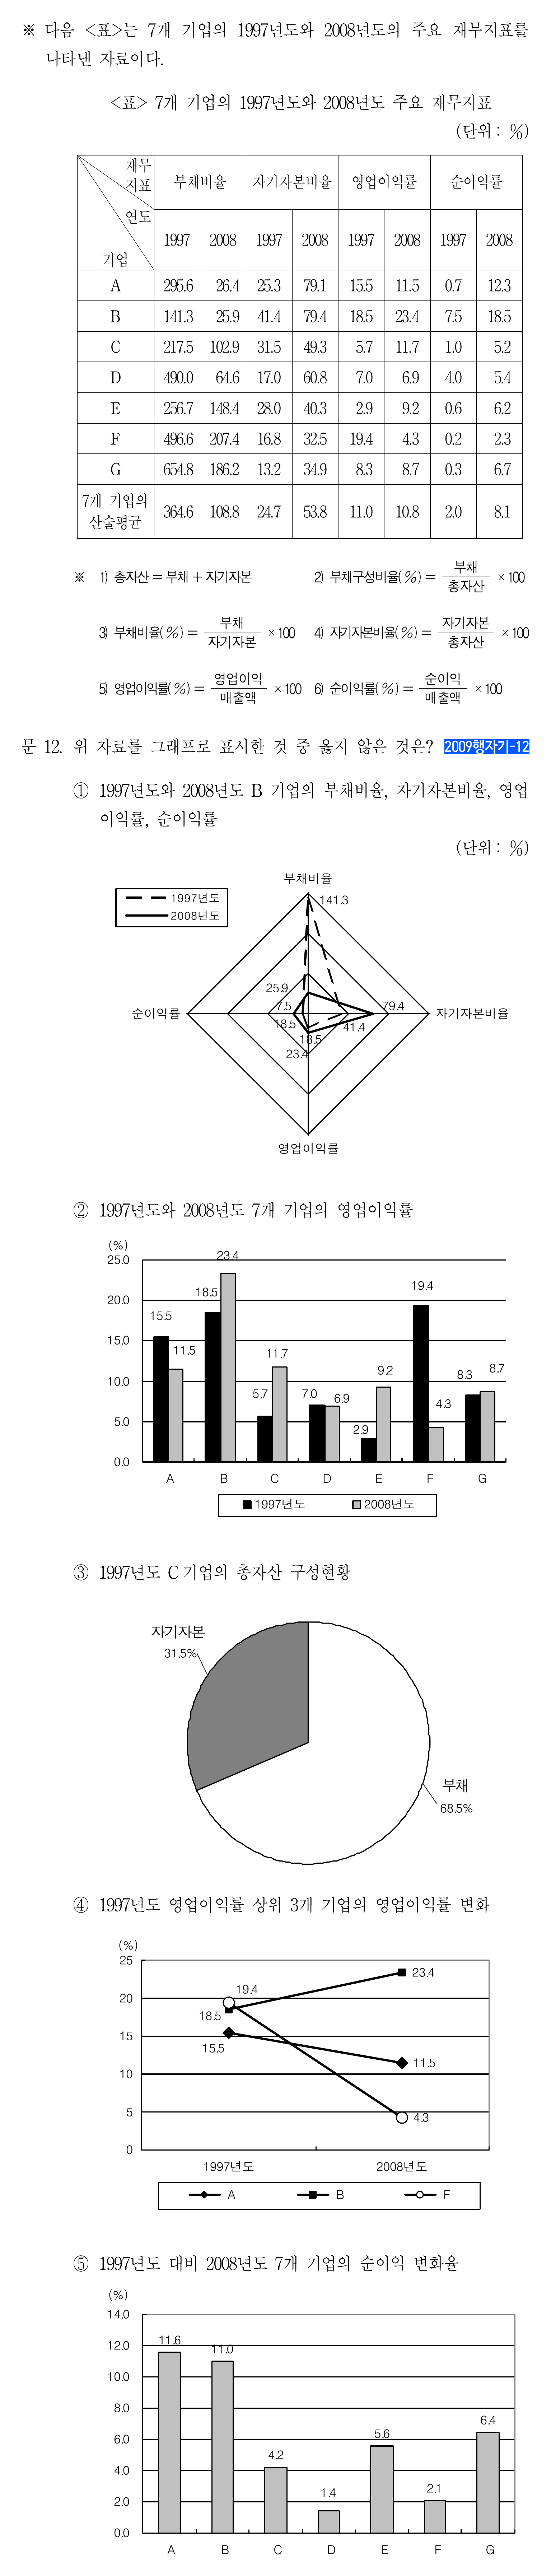 ※ 다음 <표>는 7개 기업의 1997년도와 2008년도의 주요 재무지표를
나타낸 자료이다.
<표> 7개 기업의 1997년도와 2008년도 주요 재무지표
(단위 : %)
재무지표 부채비율 자기자본비율 영업이익률 순이익률
연도
기업 1997 2008 1997 2008 1997 2008 1997 2008
A 295.6 26.4 25.3 79.1 15.5 11.5 0.7 12.3
B 141.3 25.9 41.4 79.4 18.5 23.4 7.5 18.5
C 217.5 102.9 31.5 49.3 5.7 11.7 1.0 5.2
D 490.0 64.6 17.0 60.8 7.0 6.9 4.0 5.4
E 256.7 148.4 28.0 40.3 2.9 9.2 0.6 6.2
F 496.6 207.4 16.8 32.5 19.4 4.3 0.2 2.3
G 654.8 186.2 13.2 34.9 8.3 8.7 0.3 6.7
7개 기업의 산술평균 364.6 108.8 24.7 53.8 11.0 10.8 2.0 8.1
※ 1) 총자산 = 부채 + 자기자본 2) 부채구성비율(%) = 부채 / 총자산 × 100
3) 부채비율(%) = 부채 / 자기자본 × 100 4) 자기자본비율(%) = 자기자본 / 총자산 × 100
5) 영업이익률(%) = 영업이익 / 매출액 × 100 6) 순이익률(%) = 순이익 / 매출액 × 100
문 12. 위 자료를 그래프로 표시한 것 중 옳지 않은 것은? 2009행자기-12
① 1997년도와 2008년도 B 기업의 부채비율, 자기자본비율, 영업
이익률, 순이익률
(단위 : %)
부채비율
1997년도
2008년도
141.3
25.9
7.5
순이익률
79.4
자기자본비율
18.5
41.4
18.5
23.4
영업이익률
② 1997년도와 2008년도 7개 기업의 영업이익률
(%)
25.0
20.0
15.0
10.0
5.0
0.0
15.5 11.5
18.5 23.4
5.7 11.7
7.0 6.9
2.9 9.2
19.4 4.3
8.3 8.7
A B C D E F G
1997년도 2008년도
③ 1997년도 C기업의 총자산 구성현황
자기자본
31.5%
부채
68.5%
④ 1997년도 영업이익률 상위 3개 기업의 영업이익률 변화
(%)
25
20
15
10
5
0
19.4
18.5
15.5
23.4
11.5
4.3
1997년도 2008년도
A B F
⑤ 1997년도 대비 2008년도 7개 기업의 순이익 변화율
(%)
14.0
12.0
10.0
8.0
6.0
4.0
2.0
0.0
11.6 11.0 4.2 1.4 5.6 2.1 6.4
A B C D E F G